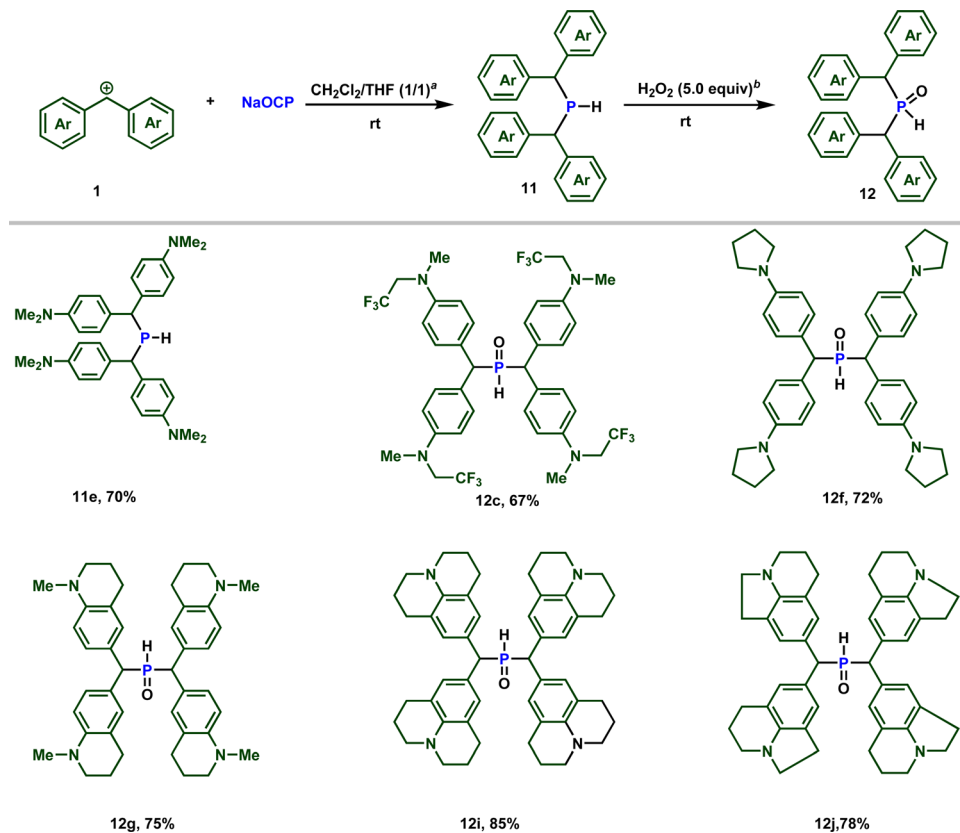 ⊕
Ar Ar
1
+ NaOCP
CH₂Cl₂/THF (1/1)ᵃ
rt
Ar Ar
P H
Ar Ar
11
H₂O₂ (5.0 equiv)ᵇ
rt
Ar Ar
O
P
H
Ar Ar
12
NMe₂
Me₂N
P H
Me₂N
NMe₂
11e, 70%
F₃C Me F₃C
N N Me
O
P
H
Me N N CF₃
CF₃ Me
12c, 67%
N N
O
P
H
N N
12f, 72%
Me N N Me
H
P
O
Me N N Me
12g, 75%
N N
H
P
O
N N
12i, 85%
N N
H
P
O
N N
12j,78%